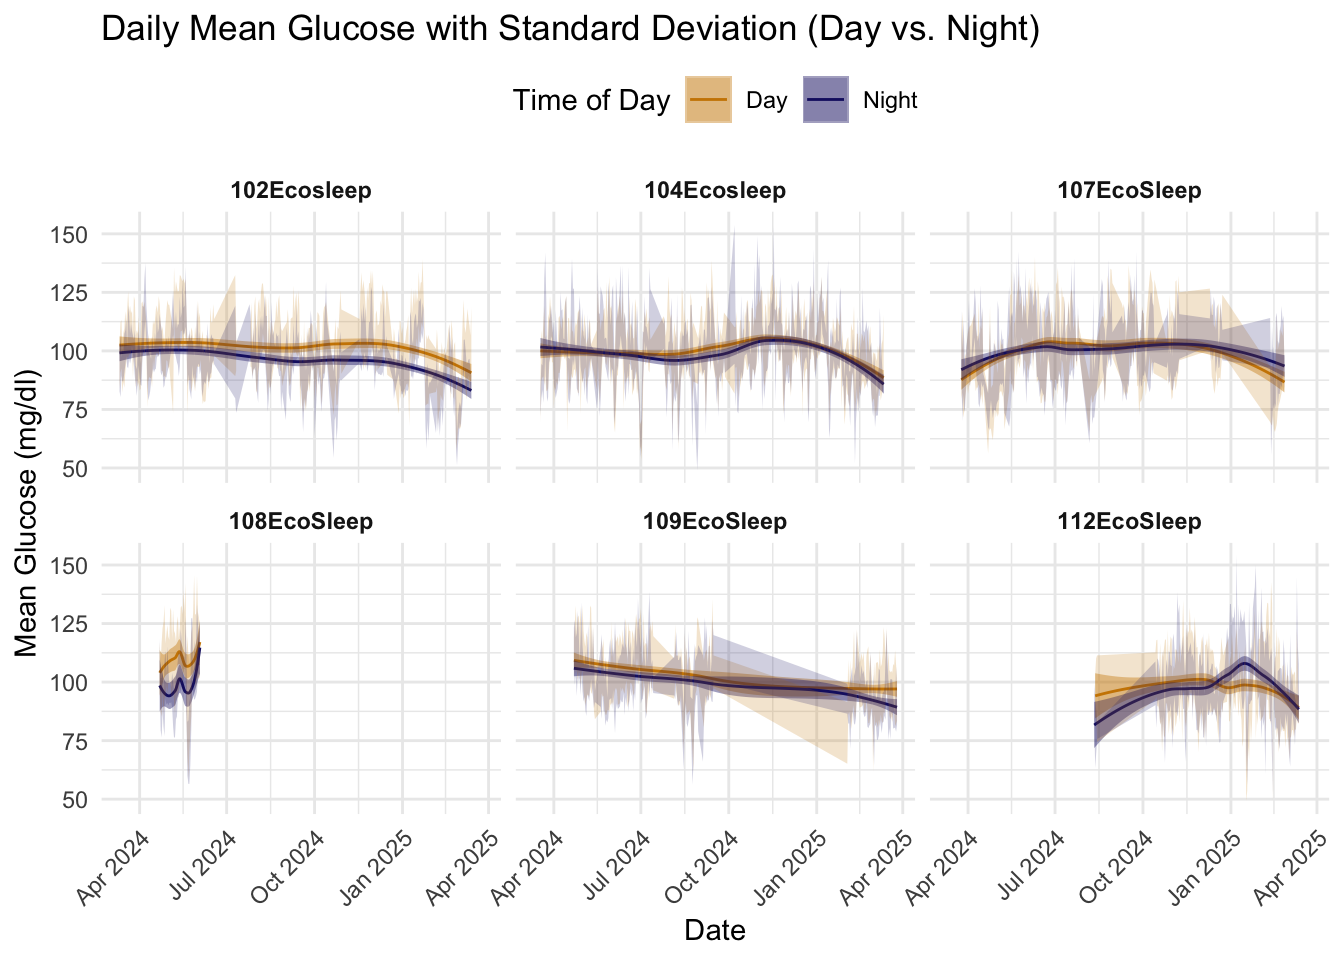 Daily Mean Glucose with Standard Deviation (Day vs. Night)
Time of Day Day Night
102Ecosleep 104Ecosleep 107EcoSleep
150
125
100
75
50
108EcoSleep 109EcoSleep 112EcoSleep
150
125
100
75
50
Mean Glucose (mg/dl)
Apr 2024 Jul 2024 Oct 2024 Jan 2025 Apr 2025 Apr 2024 Jul 2024 Oct 2024 Jan 2025 Apr 2025 Apr 2024 Jul 2024 Oct 2024 Jan 2025 Apr 2025
Date